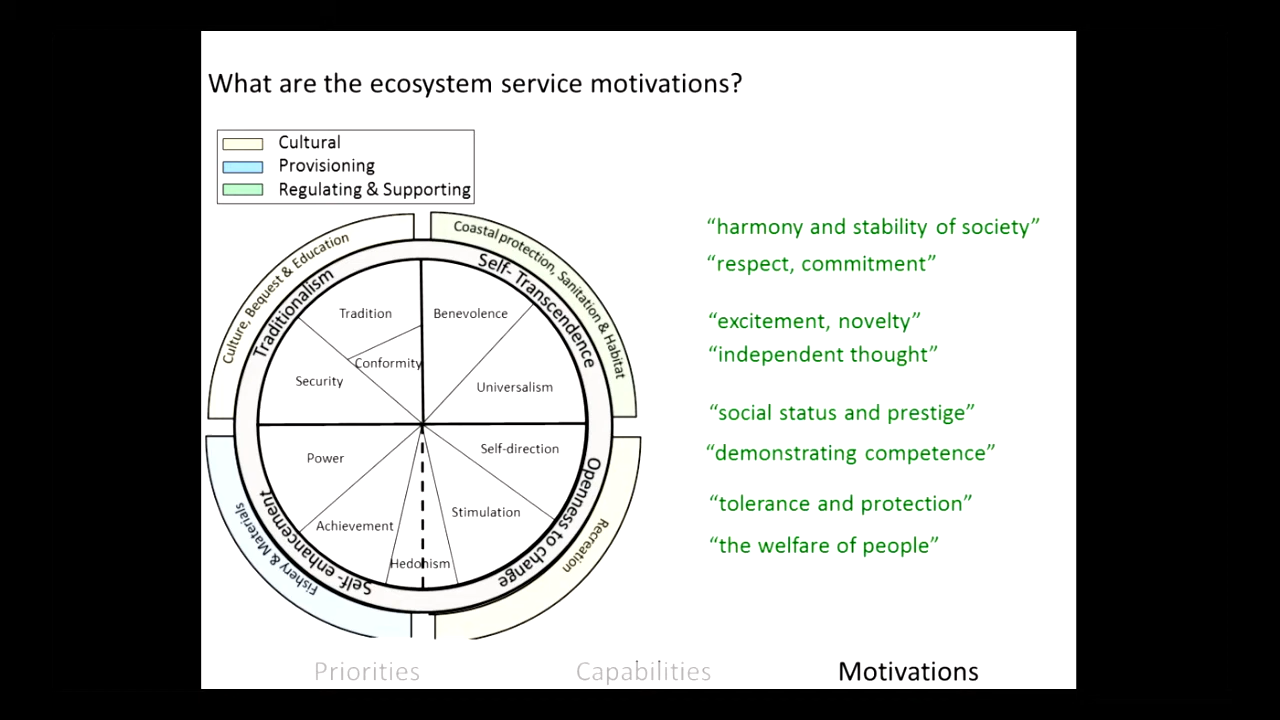 What are the ecosystem service motivations?
Cultural
Provisioning
Regulating & Supporting
Culture, Bequest & Education
Coastal protection, Sanitation & Habitat
Traditionalism
Self- Transcendence
Tradition
Benevolence
Conformity
Security
Universalism
Power
Self-direction
Achievement
Stimulation
Hedonism
Self- enhancement
Openness to change
Fishery & Materials
Recreation
“harmony and stability of society”
“respect, commitment”
“excitement, novelty”
“independent thought”
“social status and prestige”
“demonstrating competence”
“tolerance and protection”
“the welfare of people”
Priorities
Capabilities
Motivations